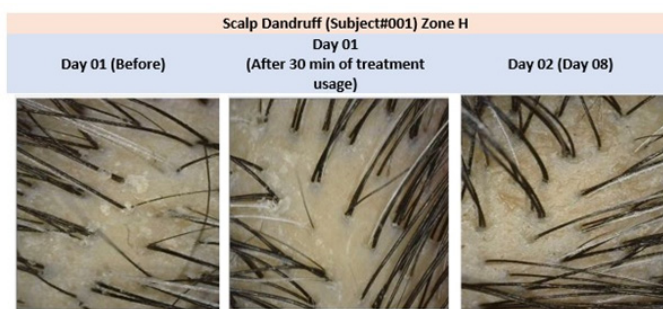 Scalp Dandruff (Subject#001) Zone H
Day 01 (Before)
Day 01
(After 30 min of treatment
usage)
Day 02 (Day 08)